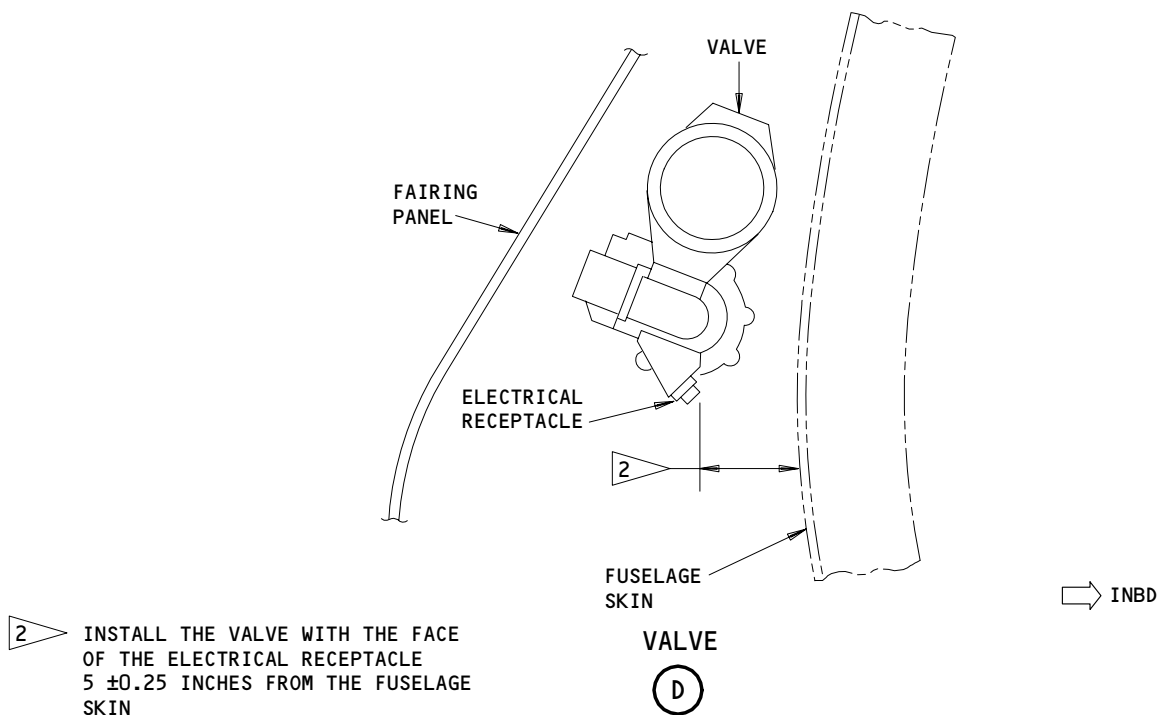 VALVE
FAIRING
PANEL
ELECTRICAL
RECEPTACLE
2
FUSELAGE
SKIN
INBD
2 INSTALL THE VALVE WITH THE FACE
OF THE ELECTRICAL RECEPTACLE
5 ±0.25 INCHES FROM THE FUSELAGE
SKIN
VALVE
D